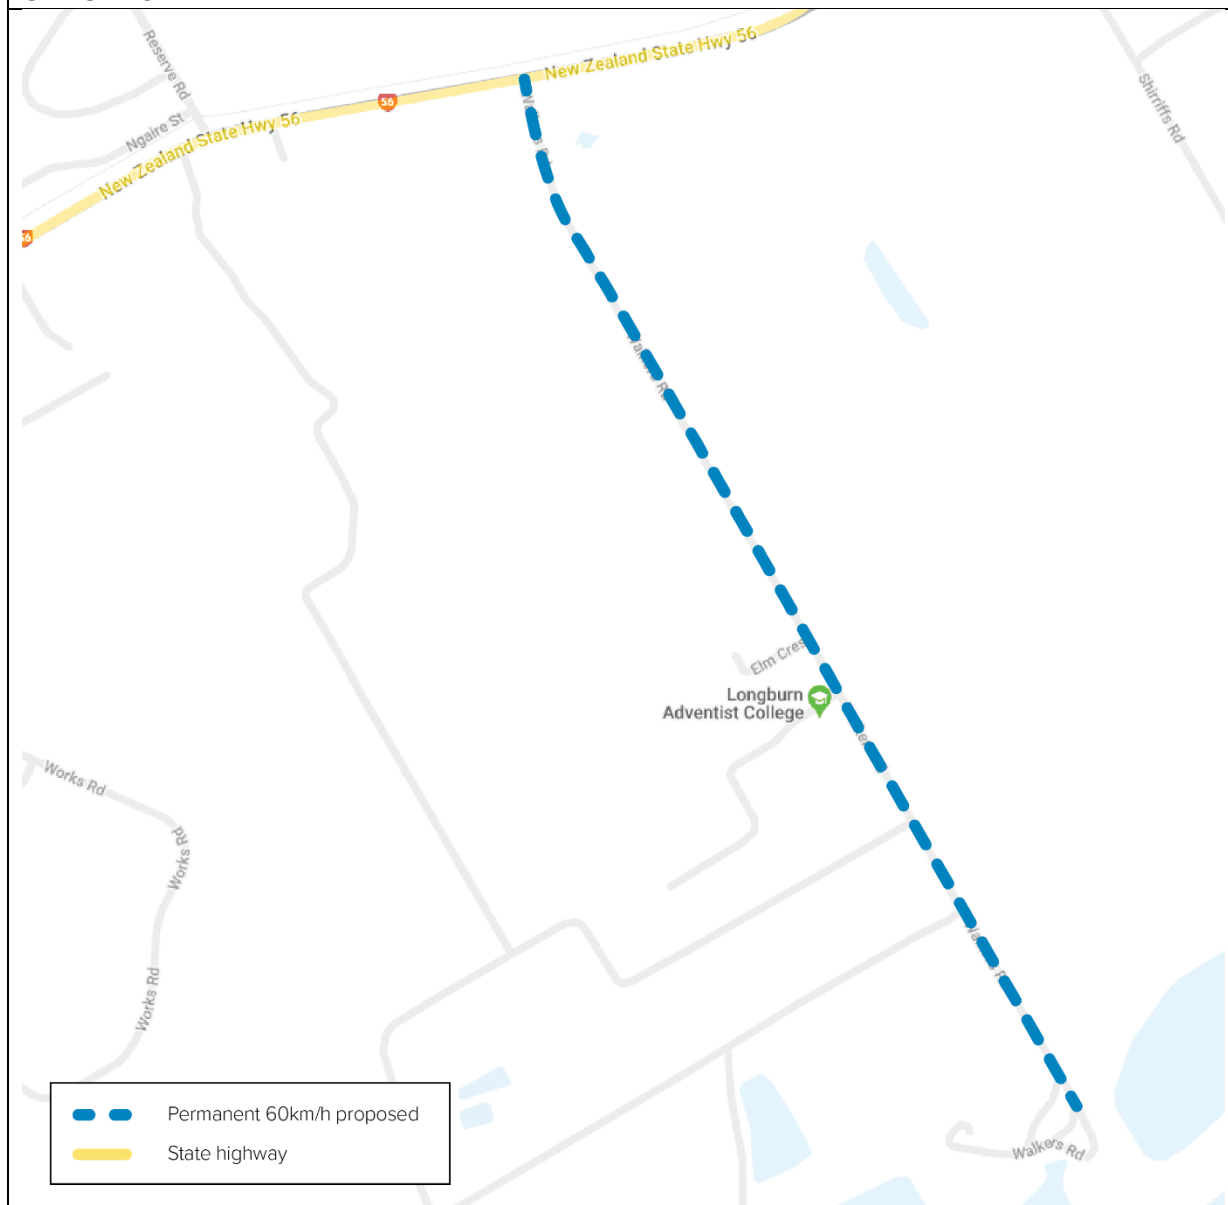 New Zealand State Hwy 56
Reserve Rd
56
Ngaire St
New Zealand State Hwy 56
Shirriffs Rd
56
Elm Cres
Longburn
Adventist College
Works Rd
Works Rd
Works Rd
Permanent 60km/h proposed
State highway
Walkers Rd